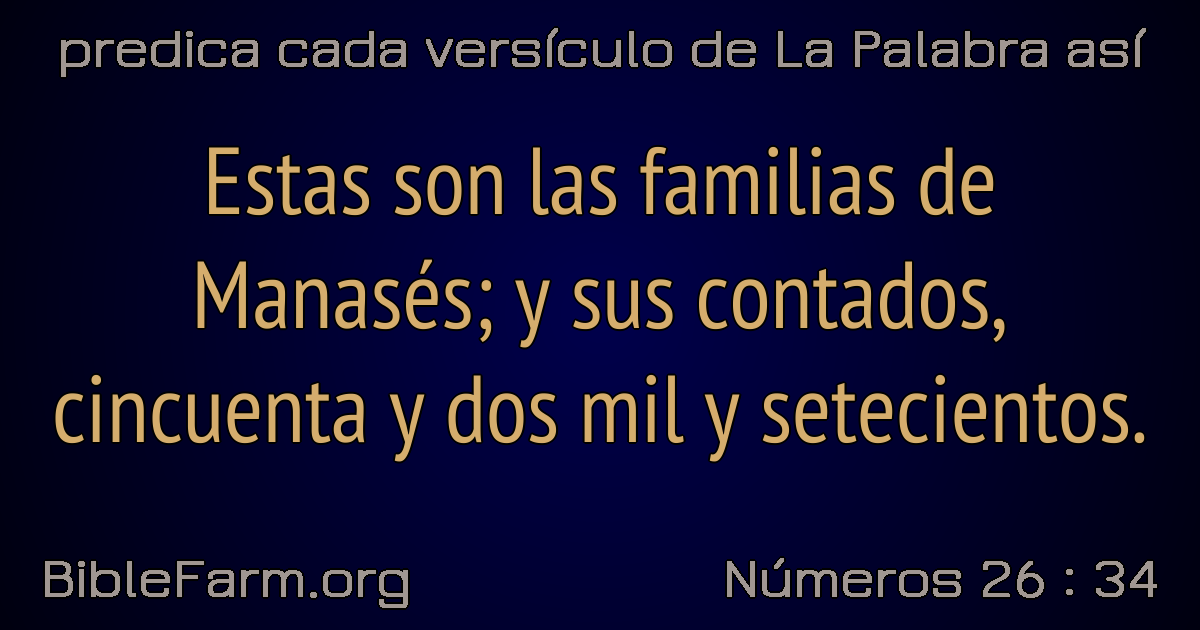 predica cada versículo de La Palabra así
Estas son las familias de
Manasés; y sus contados,
cincuenta y dos mil y setecientos.
BibleFarm.org
Números 26 : 34